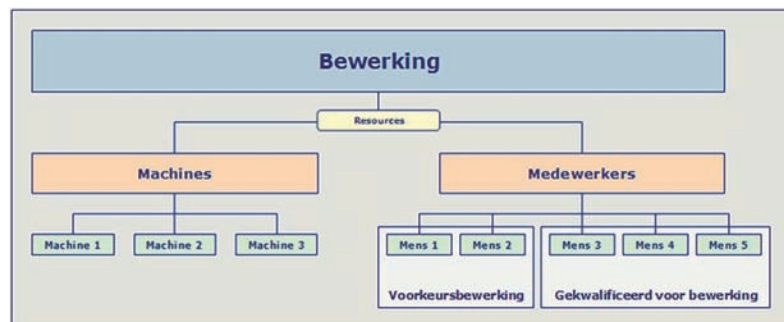 Bewerking
Resources
Machines
Medewerkers
Machine 1
Machine 2
Machine 3
Mens 1
Mens 2
Mens 3
Mens 4
Mens 5
Voorkeursbewerking
Gekwalificeerd voor bewerking